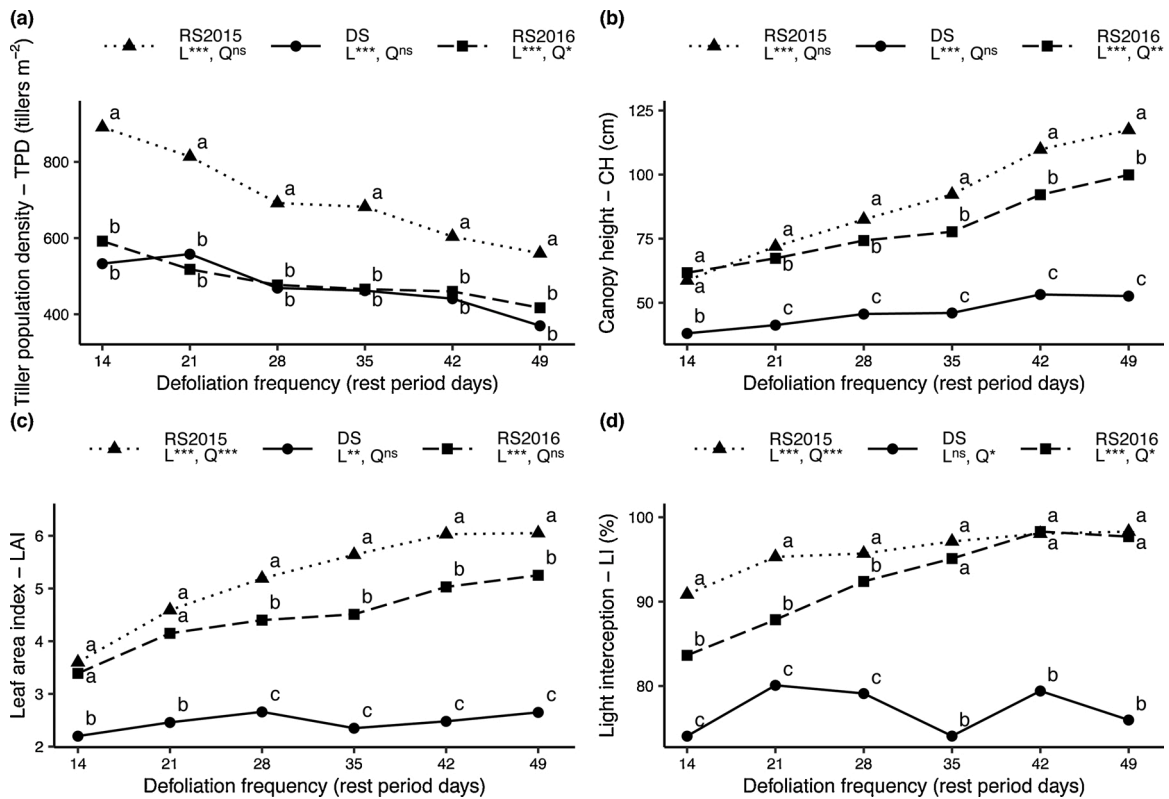 (a)
RS2015 DS RS2016
L***, Qns L***, Qns L***, Q*
Tiller population density – TPD (tillers m−2)
800
600
400
a a a a a a
b b b b b b
b b b b b b
14 21 28 35 42 49
Defoliation frequency (rest period days)
(b)
RS2015 DS RS2016
L***, Qns L***, Qns L***, Q**
Canopy height – CH (cm)
125
100
75
50
a a a a a a
a b b b b b
b c c c c c
14 21 28 35 42 49
Defoliation frequency (rest period days)
(c)
RS2015 DS RS2016
L***, Q*** L**, Qns L***, Qns
Leaf area index – LAI
6
5
4
3
2
a a a a a a
a a b b b b
b b c c c c
14 21 28 35 42 49
Defoliation frequency (rest period days)
(d)
RS2015 DS RS2016
L***, Q*** Lns, Q* L***, Q*
Light interception – LI (%)
100
90
80
a a a a a a
b b b a a a
c c c b b b
14 21 28 35 42 49
Defoliation frequency (rest period days)